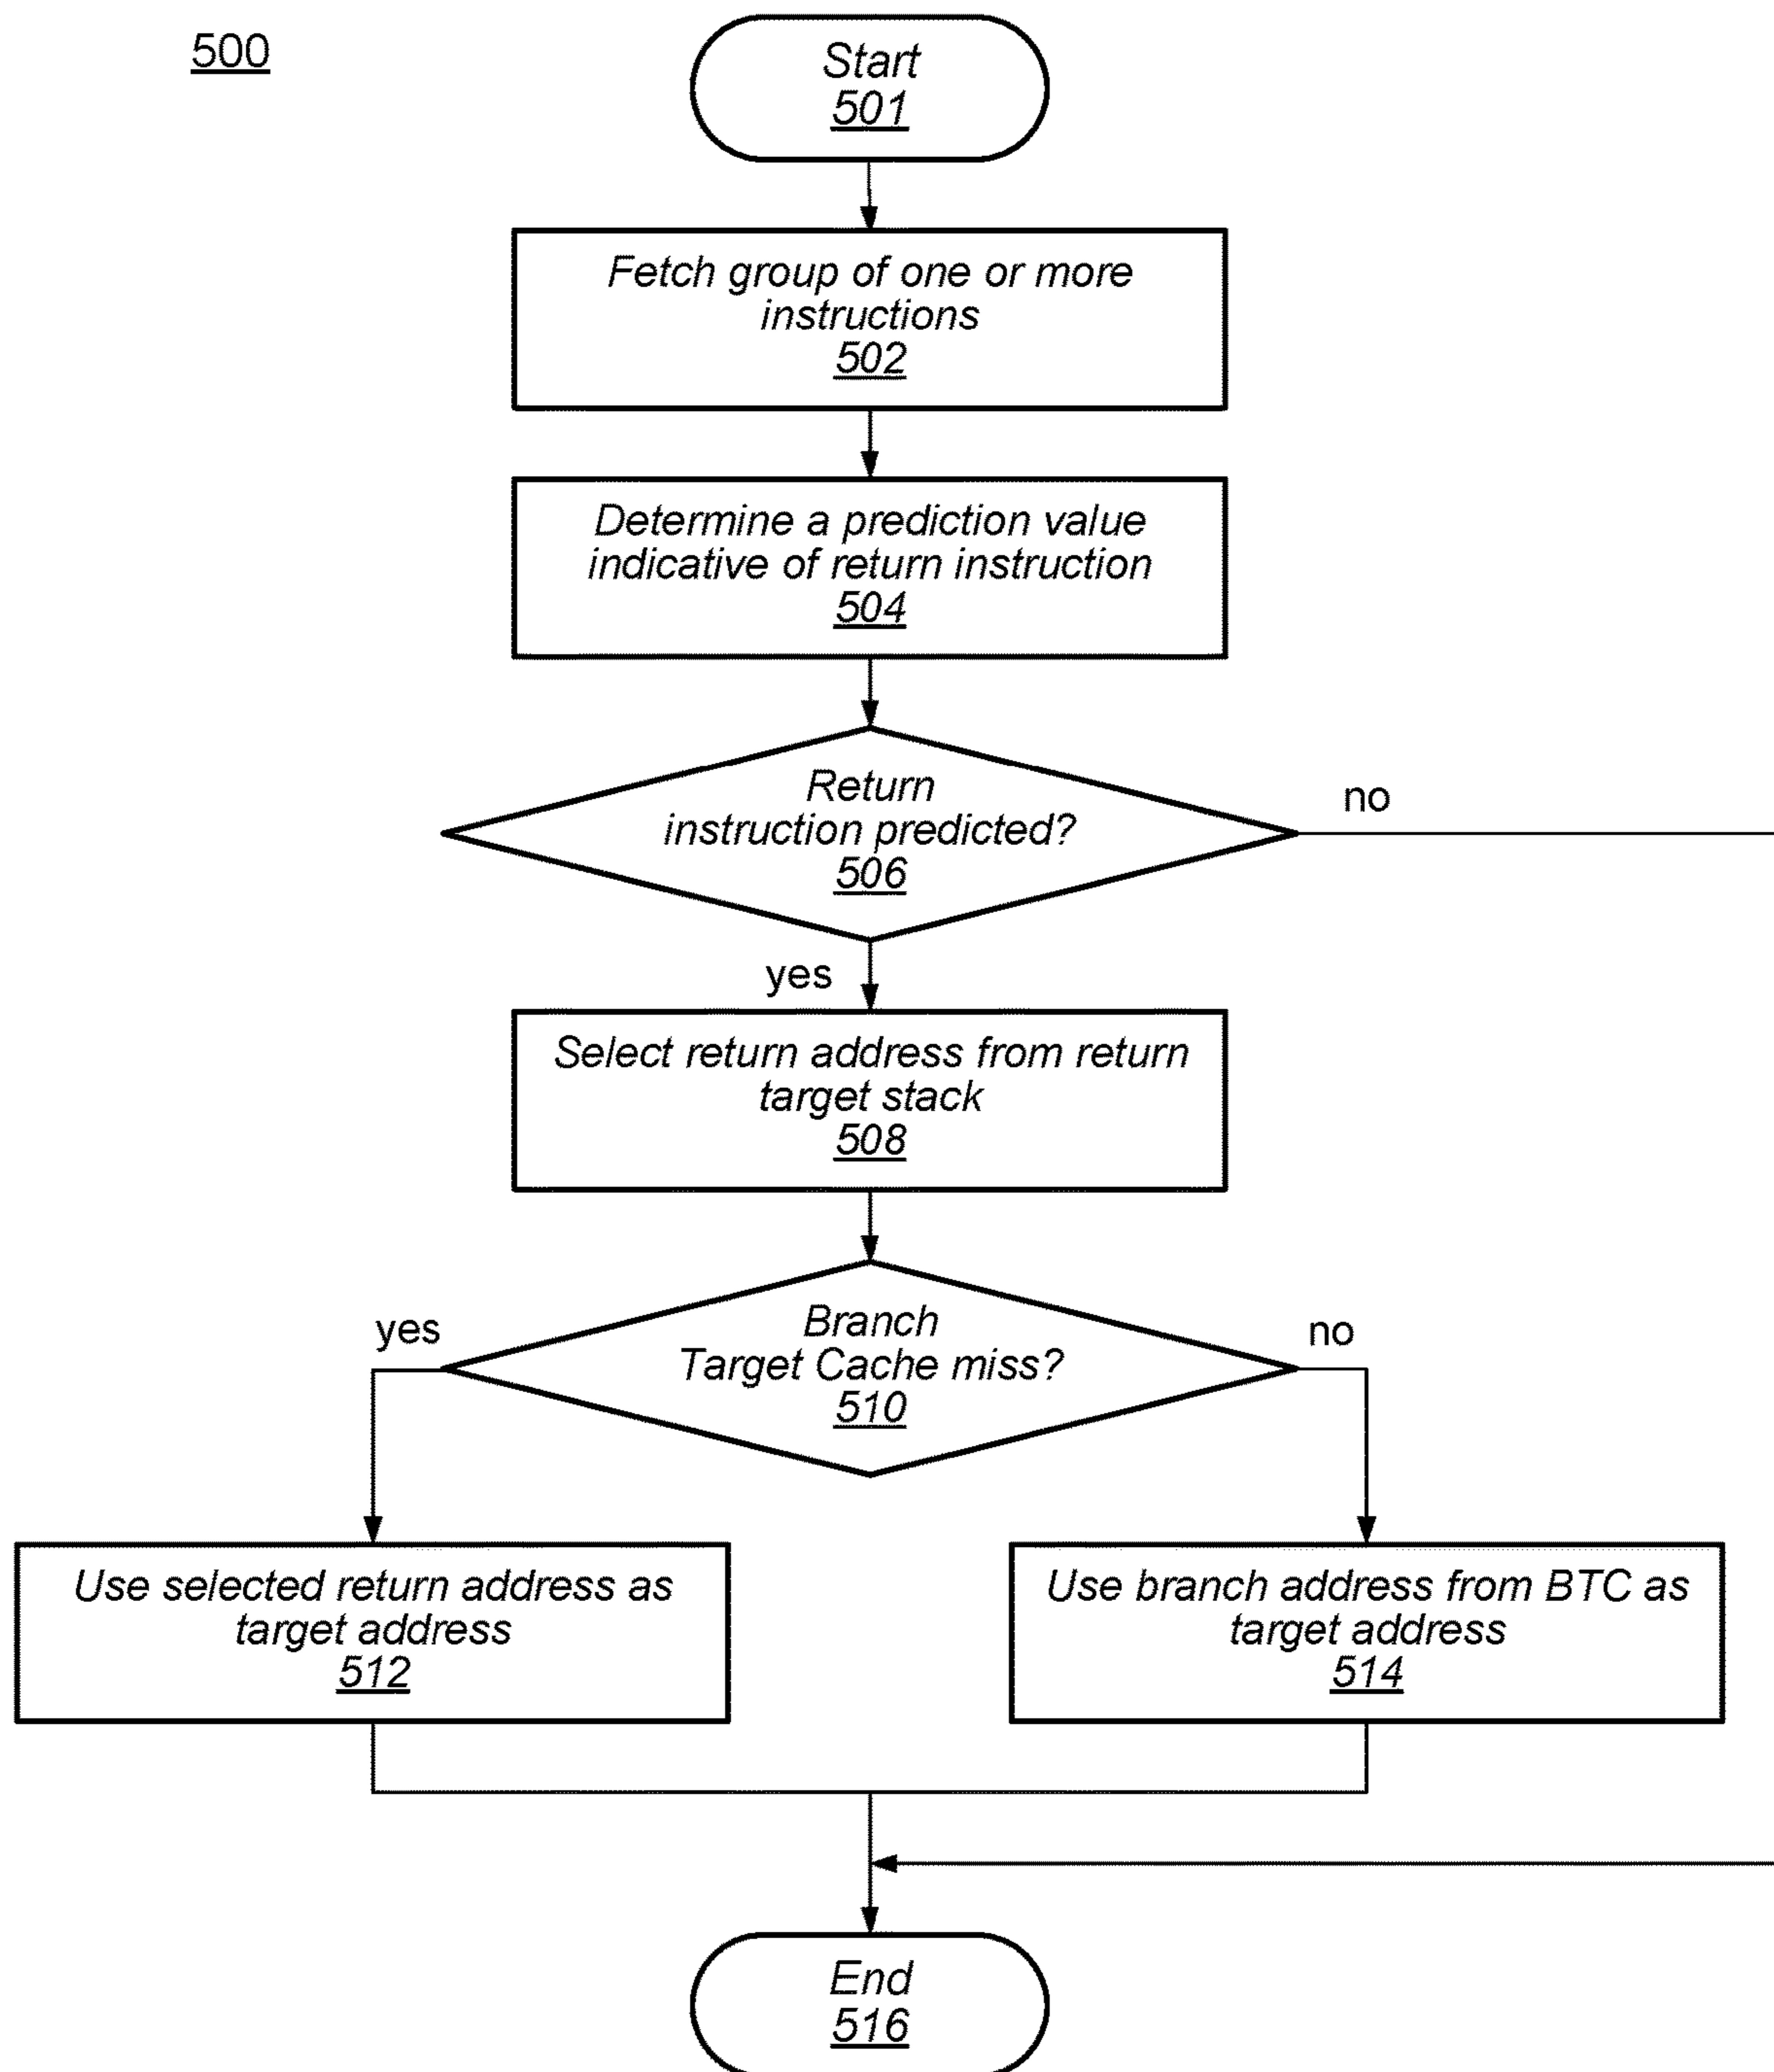 500
Start
501
Fetch group of one or more
instructions
502
Determine a prediction value
indicative of return instruction
504
Return
instruction predicted?
506
no
yes
Select return address from return
target stack
508
Branch
Target Cache miss?
510
yes
no
Use selected return address as
target address
512
Use branch address from BTC as
target address
514
End
516